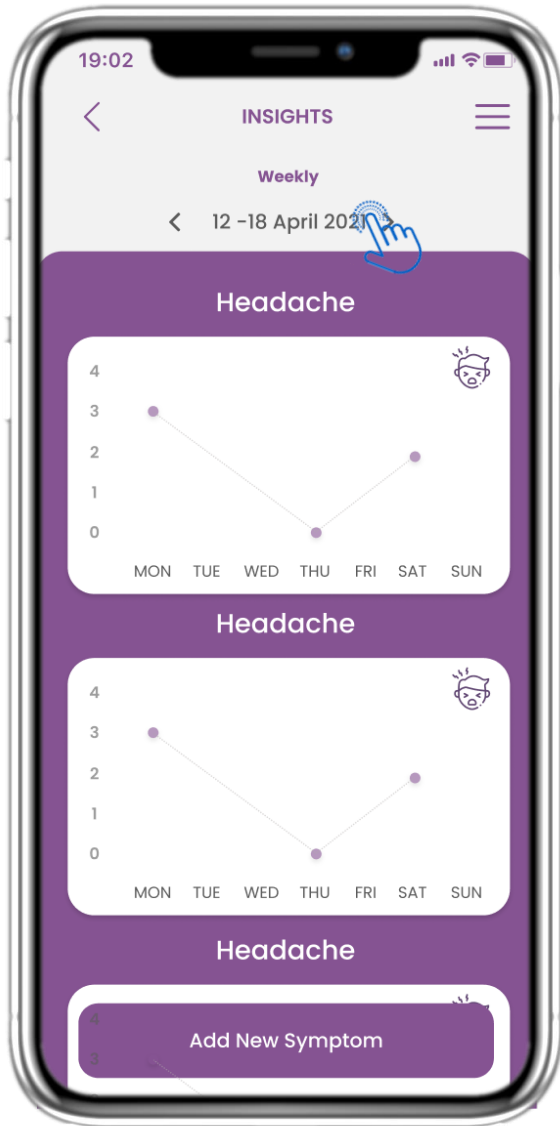 19:02
INSIGHTS
Weekly
12 -18 April 2021
Headache
4
3
2
1
0
MON TUE WED THU FRI SAT SUN
Headache
4
3
2
1
0
MON TUE WED THU FRI SAT SUN
Headache
4
Add New Symptom
3